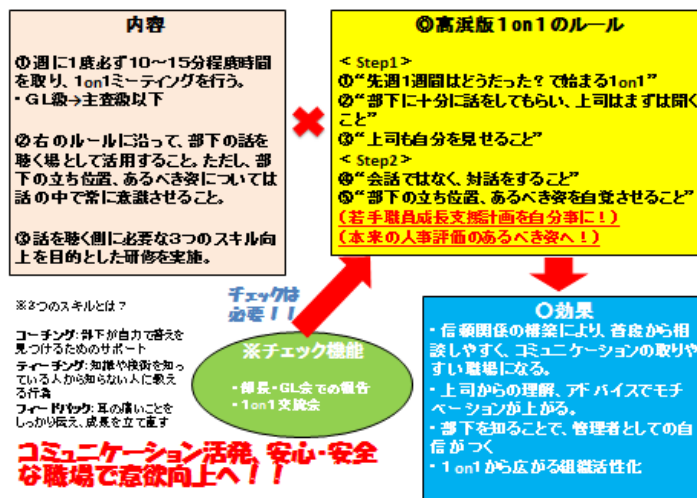 内容
①週に1度必ず10～15分程度時間
を取り、1on1ミーティングを行う。
・GL級→主査級以下
②右のルールに沿って、部下の話を
聴く場として活用すること。ただし、部
下の立ち位置、あるべき姿については
話の中で常に意識させること。
③話を聴く側に必要な3つのスキル向
上を目的とした研修を実施。
◎高浜版1on1のルール
＜Step1＞
①“先週1週間はどうだった？で始まる1on1”
②“部下に十分に話をしてもらい、上司はまずは聞く
こと”
③“上司も自分を見せること”
＜Step2＞
④“会話ではなく、対話をすること”
⑤“部下の立ち位置、あるべき姿を自覚させること”
（若手職員成長支援計画を自分事に！）
（本来の人事評価のあるべき姿へ！）
※3つのスキルとは？
コーチング：部下が自力で答えを
見つけるためのサポート
ティーチング：知識や技術を知っ
ている人から知らない人に教え
る行為
フィードバック：耳の痛いことを
しっかり伝え、成長を立て直す
チェックは
必要！！
※チェック機能
・部長・GL会での報告
・1on1交流会
〇効果
・信頼関係の構築により、普段から相
談しやすく、コミュニケーションの取りや
すい職場になる。
・上司からの理解、アドバイスでモチ
ベーションが上がる。
・部下を知ることで、管理者としての自
信がつく
・1on1から広がる組織活性化
コミュニケーション活発、安心・安全
な職場で意欲向上へ！！